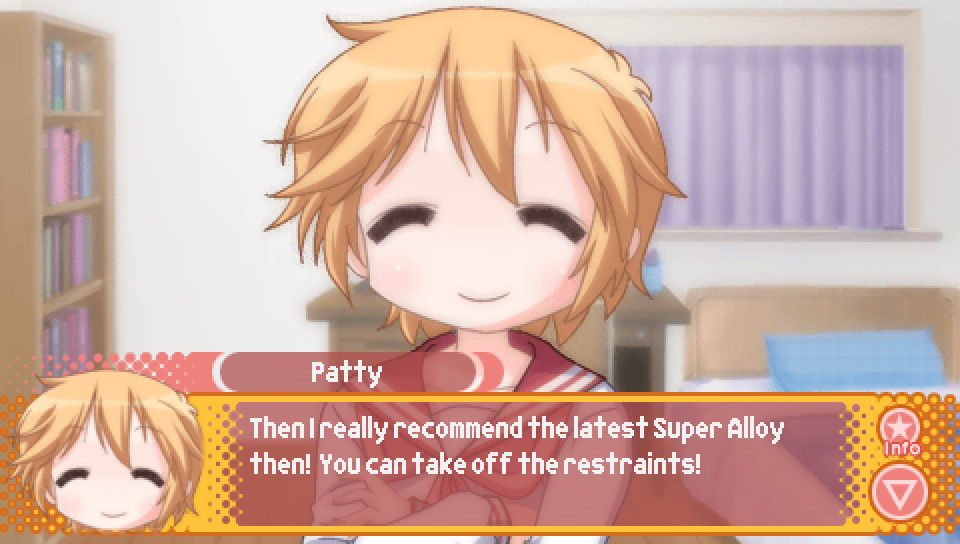 Patty
Then I really recommend the latest Super Alloy
then! You can take off the restraints!
Info